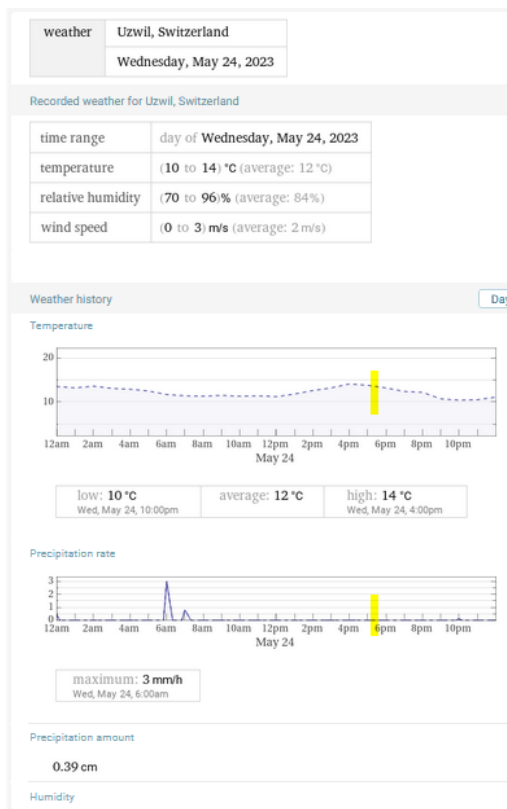 weather Uzwil, Switzerland
Wednesday, May 24, 2023
Recorded weather for Uzwil, Switzerland
time range day of Wednesday, May 24, 2023
temperature (10 to 14) °C (average: 12 °C)
relative humidity (70 to 96)% (average: 84%)
wind speed (0 to 3) m/s (average: 2 m/s)
Weather history Day
Temperature
20
10
12am 2am 4am 6am 8am 10am 12pm 2pm 4pm 6pm 8pm 10pm
May 24
low: 10 °C average: 12 °C high: 14 °C
Wed, May 24, 10:00pm Wed, May 24, 4:00pm
Precipitation rate
3
2
1
0
12am 2am 4am 6am 8am 10am 12pm 2pm 4pm 6pm 8pm 10pm
May 24
maximum: 3 mm/h
Wed, May 24, 6:00am
Precipitation amount
0.39 cm
Humidity